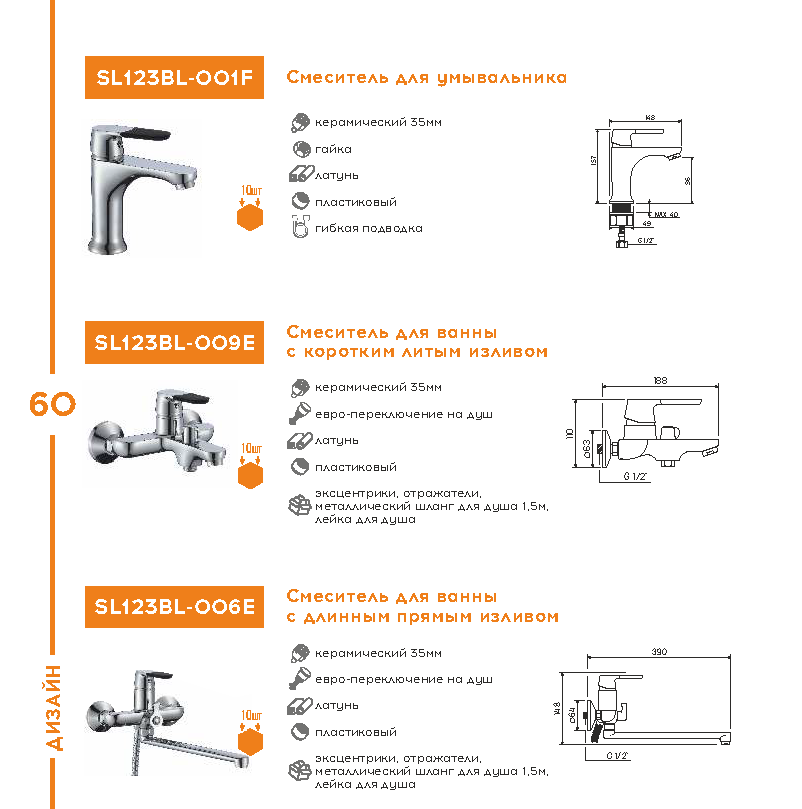 SL123BL-001F
Смеситель для умывальника
керамический 35мм
гайка
латунь
пластиковый
гибкая подводка
10шт
148
157
96
MAX 40
49
G 1/2"
SL123BL-009E
Смеситель для ванны
с коротким литым изливом
керамический 35мм
евро-переключение на душ
латунь
пластиковый
эксцентрики, отражатели,
металлический шланг для душа 1,5м,
лейка для душа
10шт
188
110
Ø63
G 1/2"
60
SL123BL-006E
Смеситель для ванны
с длинным прямым изливом
керамический 35мм
евро-переключение на душ
латунь
пластиковый
эксцентрики, отражатели,
металлический шланг для душа 1,5м,
лейка для душа
10шт
390
148
Ø64
G 1/2"
ДИЗАЙН